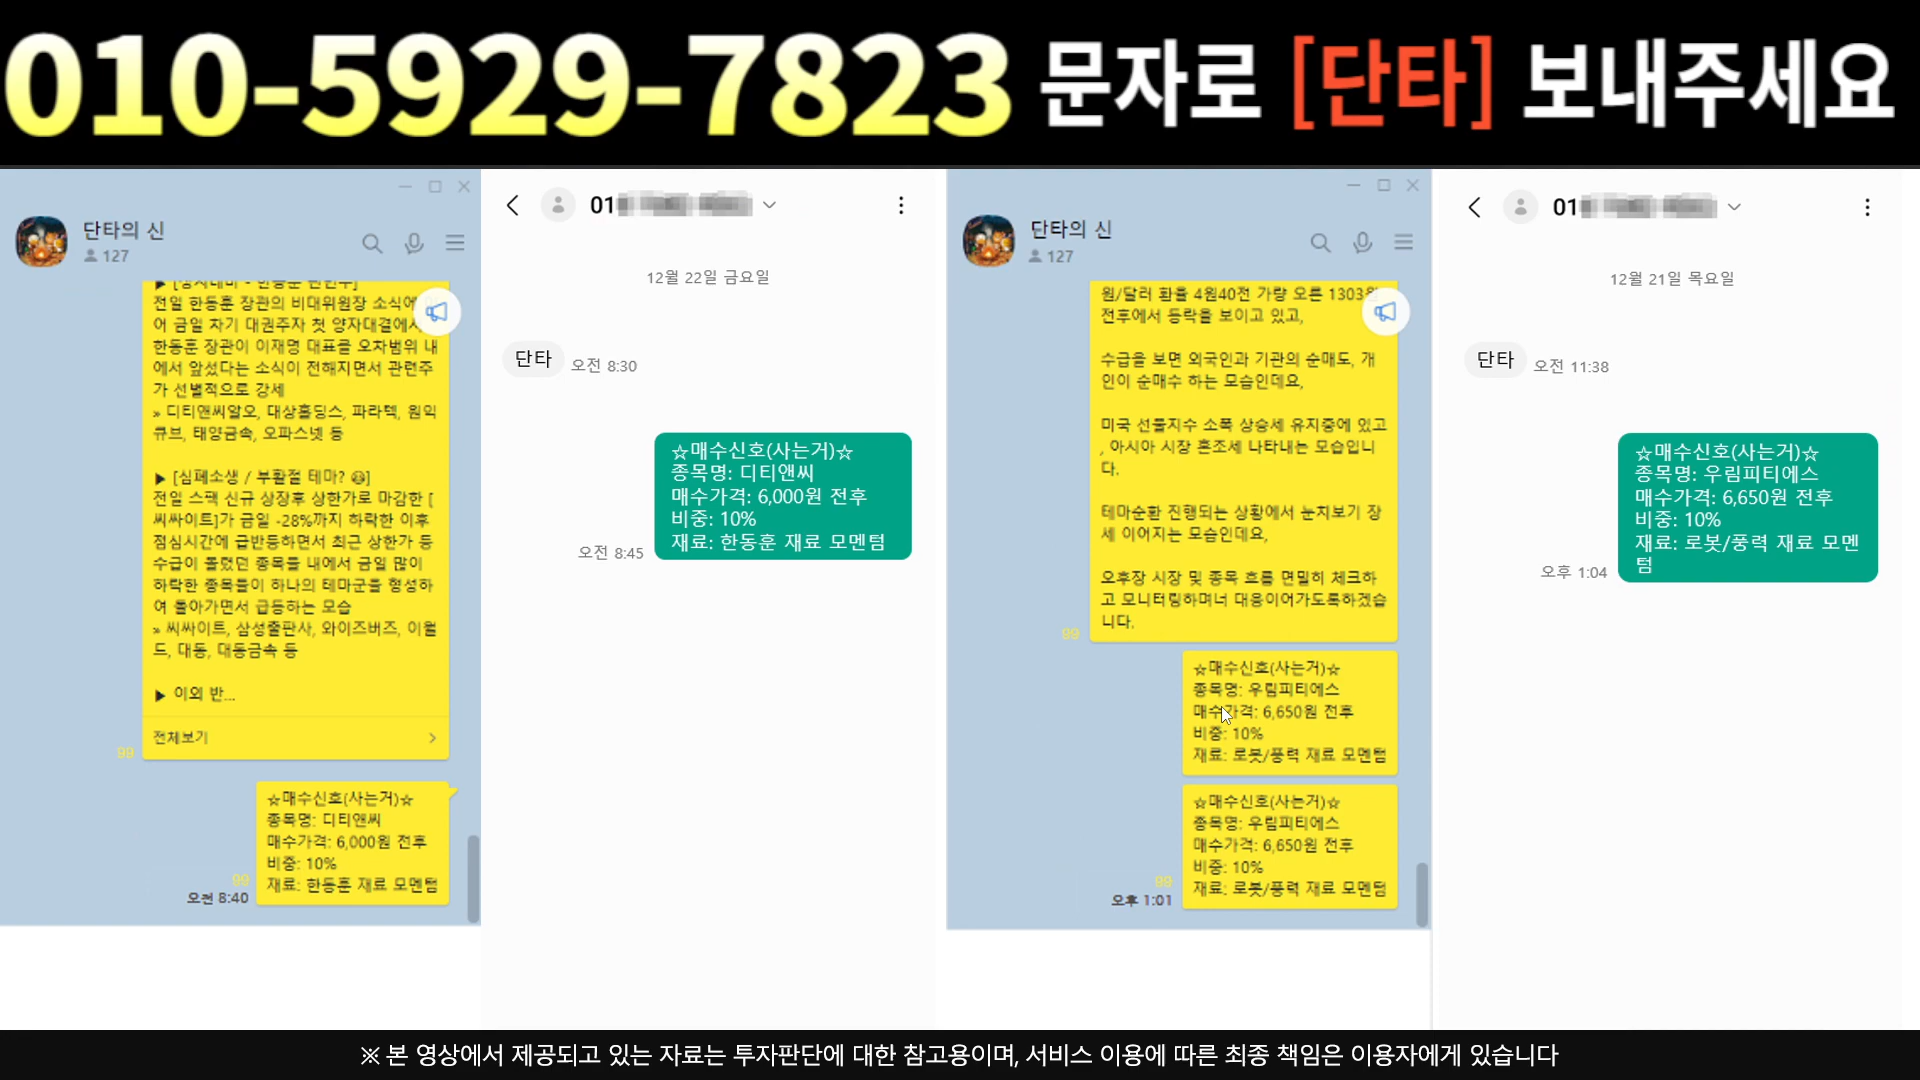 010-5929-7823 문자로 [단타] 보내주세요
단타의 신
127
전일 한동훈 장관의 비대위원장 소식에
어 금일 차기 대권주자 첫 양자대결에서
한동훈 장관이 이재명 대표를 오차범위 내
에서 앞섰다는 소식이 전해지면서 관련주
가 선별적으로 강세
» 디티앤씨알오, 대상홀딩스, 파라텍, 원익
큐브, 태양금속, 오파스넷 등
▶ [심폐소생 / 부활절 테마? 😂]
전일 스팩 신규 상장후 상한가로 마감한 [
씨싸이트]가 금일 -28%까지 하락한 이후
점심시간에 급반등하면서 최근 상한가 등
수급이 몰렸던 종목들 내에서 금일 많이
하락한 종목들이 하나의 테마군을 형성하
여 돌아가면서 급등하는 모습
» 씨싸이트, 삼성출판사, 와이즈버즈, 이월
드, 대동, 대동금속 등
▶ 이외 반...
전체보기
99
☆매수신호(사는거)☆
종목명: 디티앤씨
매수가격: 6,000원 전후
비중: 10%
재료: 한동훈 재료 모멘텀
99
오전 8:40
01
12월 22일 금요일
단타
오전 8:30
☆매수신호(사는거)☆
종목명: 디티앤씨
매수가격: 6,000원 전후
비중: 10%
재료: 한동훈 재료 모멘텀
오전 8:45
단타의 신
127
원/달러 환율 4원40전 가량 오른 1303원
전후에서 등락을 보이고 있고,
수급을 보면 외국인과 기관의 순매도, 개
인이 순매수 하는 모습인데요,
미국 선물지수 소폭 상승세 유지중에 있고
, 아시아 시장 혼조세 나타내는 모습입니
다.
테마순환 진행되는 상황에서 눈치보기 장
세 이어지는 모습인데요,
오후장 시장 및 종목 흐름 면밀히 체크하
고 모니터링하며너 대응이어가도록하겠습
니다.
99
☆매수신호(사는거)☆
종목명: 우림피티에스
매수가격: 6,650원 전후
비중: 10%
재료: 로봇/풍력 재료 모멘텀
☆매수신호(사는거)☆
종목명: 우림피티에스
매수가격: 6,650원 전후
비중: 10%
재료: 로봇/풍력 재료 모멘텀
99
오후 1:01
01
12월 21일 목요일
단타
오전 11:38
☆매수신호(사는거)☆
종목명: 우림피티에스
매수가격: 6,650원 전후
비중: 10%
재료: 로봇/풍력 재료 모멘
텀
오후 1:04
※ 본 영상에서 제공되고 있는 자료는 투자판단에 대한 참고용이며, 서비스 이용에 따른 최종 책임은 이용자에게 있습니다